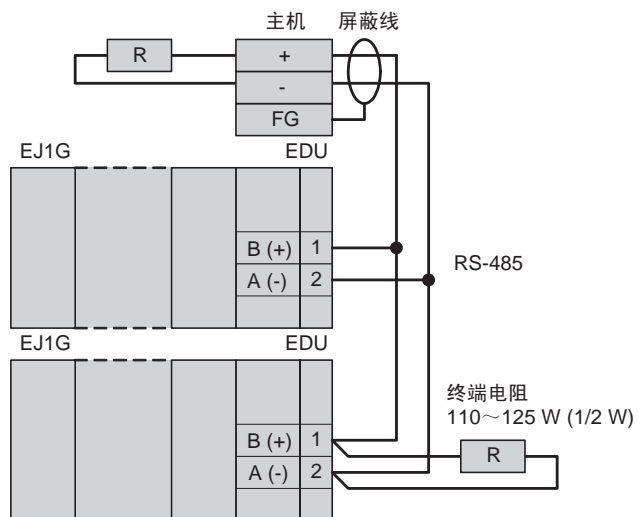 主机 屏蔽线
R
+
-
FG
EJ1G EDU
B (+) 1
A (-) 2
RS-485
EJ1G EDU
终端电阻
110～125 W (1/2 W)
B (+) 1
A (-) 2
R